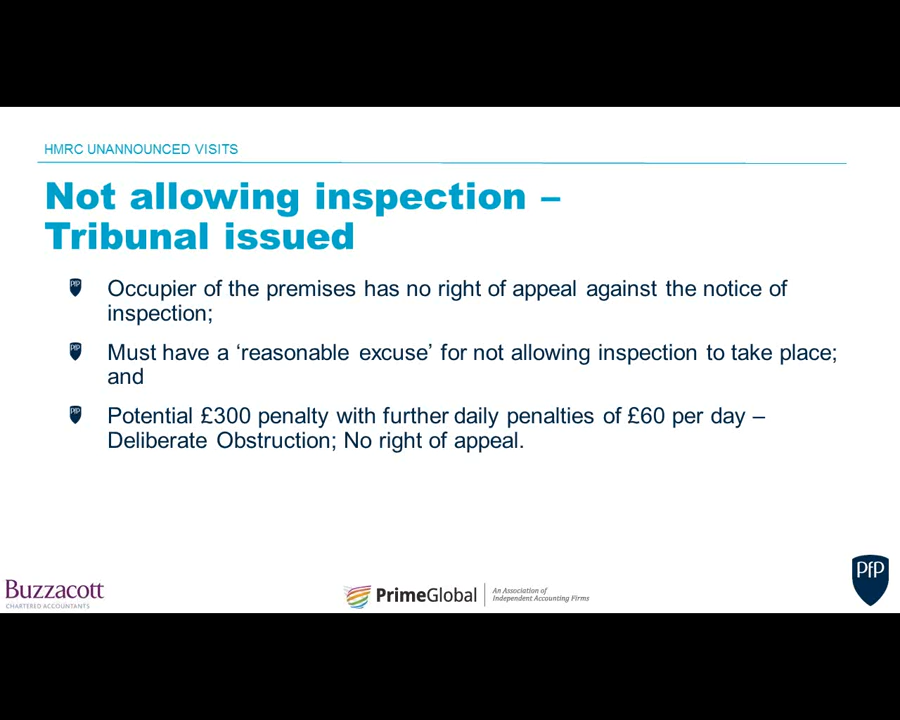 HMRC UNANNOUNCED VISITS
Not allowing inspection –
Tribunal issued
Occupier of the premises has no right of appeal against the notice of
inspection;
Must have a ‘reasonable excuse’ for not allowing inspection to take place;
and
Potential £300 penalty with further daily penalties of £60 per day –
Deliberate Obstruction; No right of appeal.
Buzzacott
CHARTERED ACCOUNTANTS
PrimeGlobal
An Association of
Independent Accounting Firms
PfP